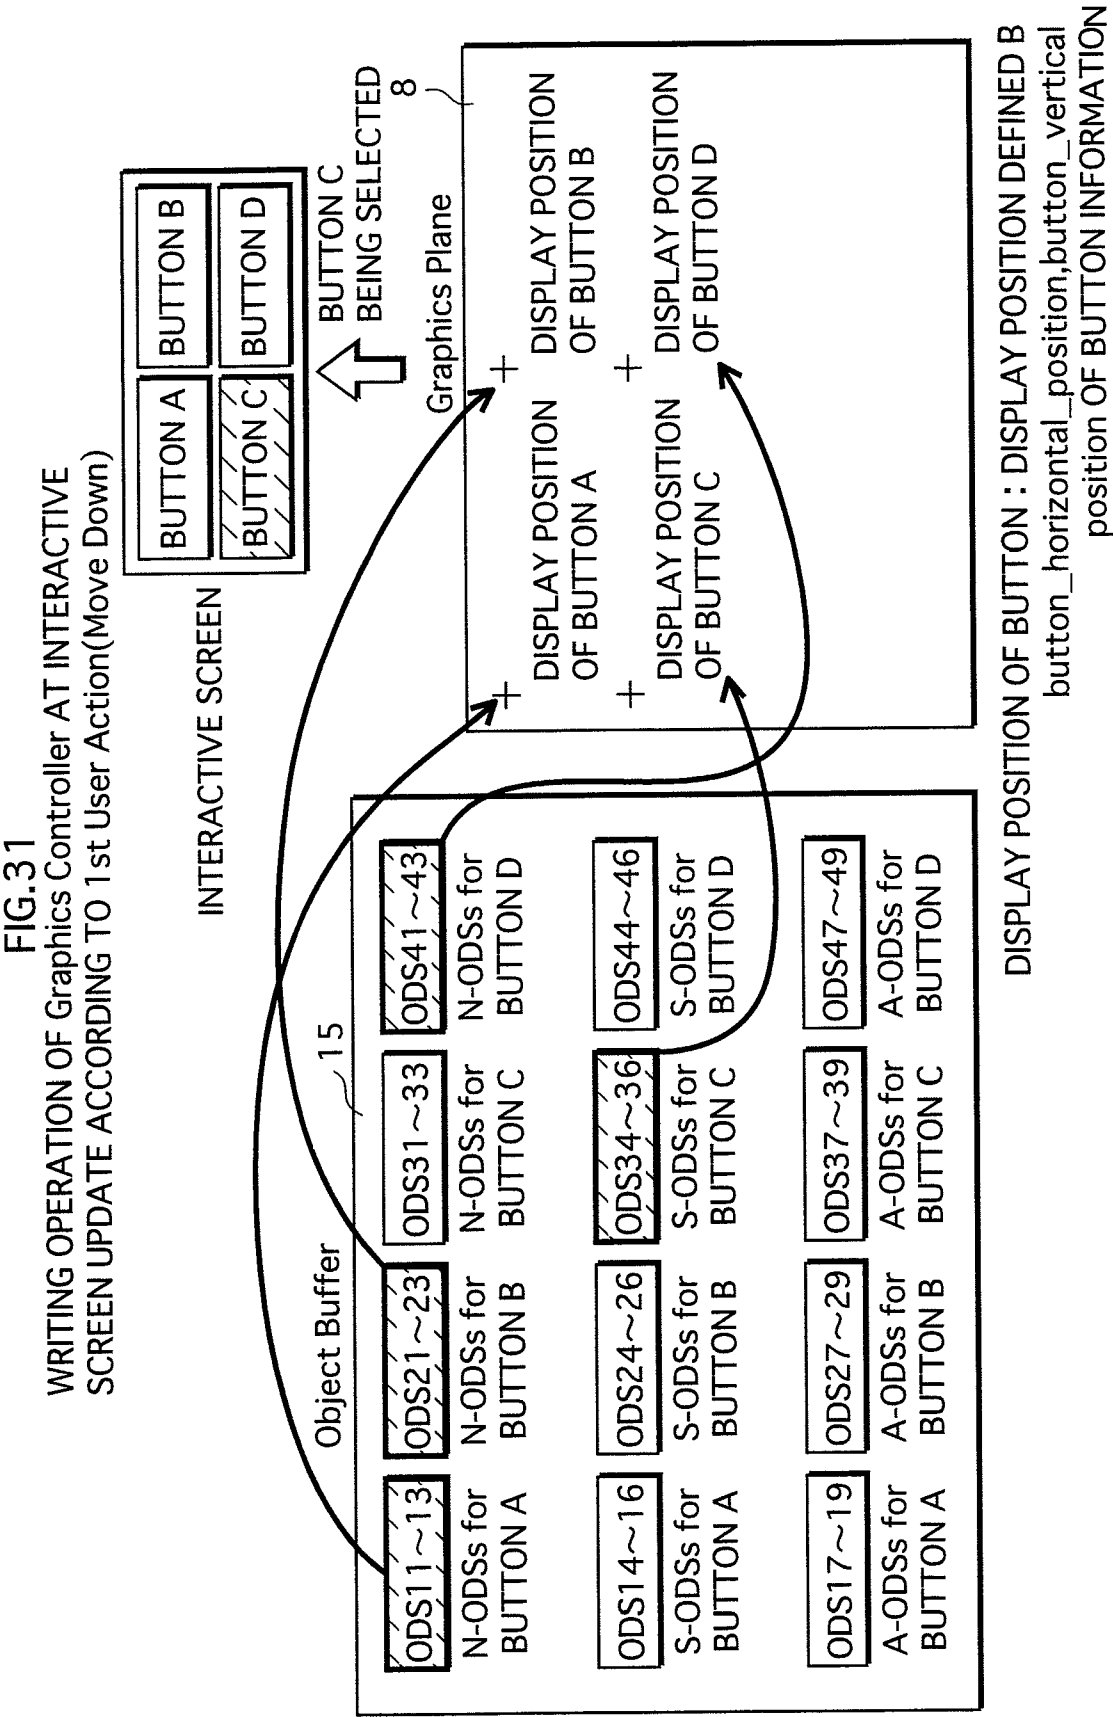 FIG.31
WRITING OPERATION OF Graphics Controller AT INTERACTIVE
SCREEN UPDATE ACCORDING TO 1st User Action(Move Down)
INTERACTIVE SCREEN
BUTTON A
BUTTON B
BUTTON C
BUTTON D
BUTTON C
BEING SELECTED
Object Buffer
15
ODS11~13
N-ODSs for
BUTTON A
ODS21~23
N-ODSs for
BUTTON B
ODS31~33
N-ODSs for
BUTTON C
ODS41~43
N-ODSs for
BUTTON D
ODS14~16
S-ODSs for
BUTTON A
ODS24~26
S-ODSs for
BUTTON B
ODS34~36
S-ODSs for
BUTTON C
ODS44~46
S-ODSs for
BUTTON D
ODS17~19
A-ODSs for
BUTTON A
ODS27~29
A-ODSs for
BUTTON B
ODS37~39
A-ODSs for
BUTTON C
ODS47~49
A-ODSs for
BUTTON D
Graphics Plane
8
DISPLAY POSITION
OF BUTTON A
DISPLAY POSITION
OF BUTTON B
DISPLAY POSITION
OF BUTTON C
DISPLAY POSITION
OF BUTTON D
DISPLAY POSITION OF BUTTON : DISPLAY POSITION DEFINED B
button_horizontal_position,button_vertical
position OF BUTTON INFORMATION